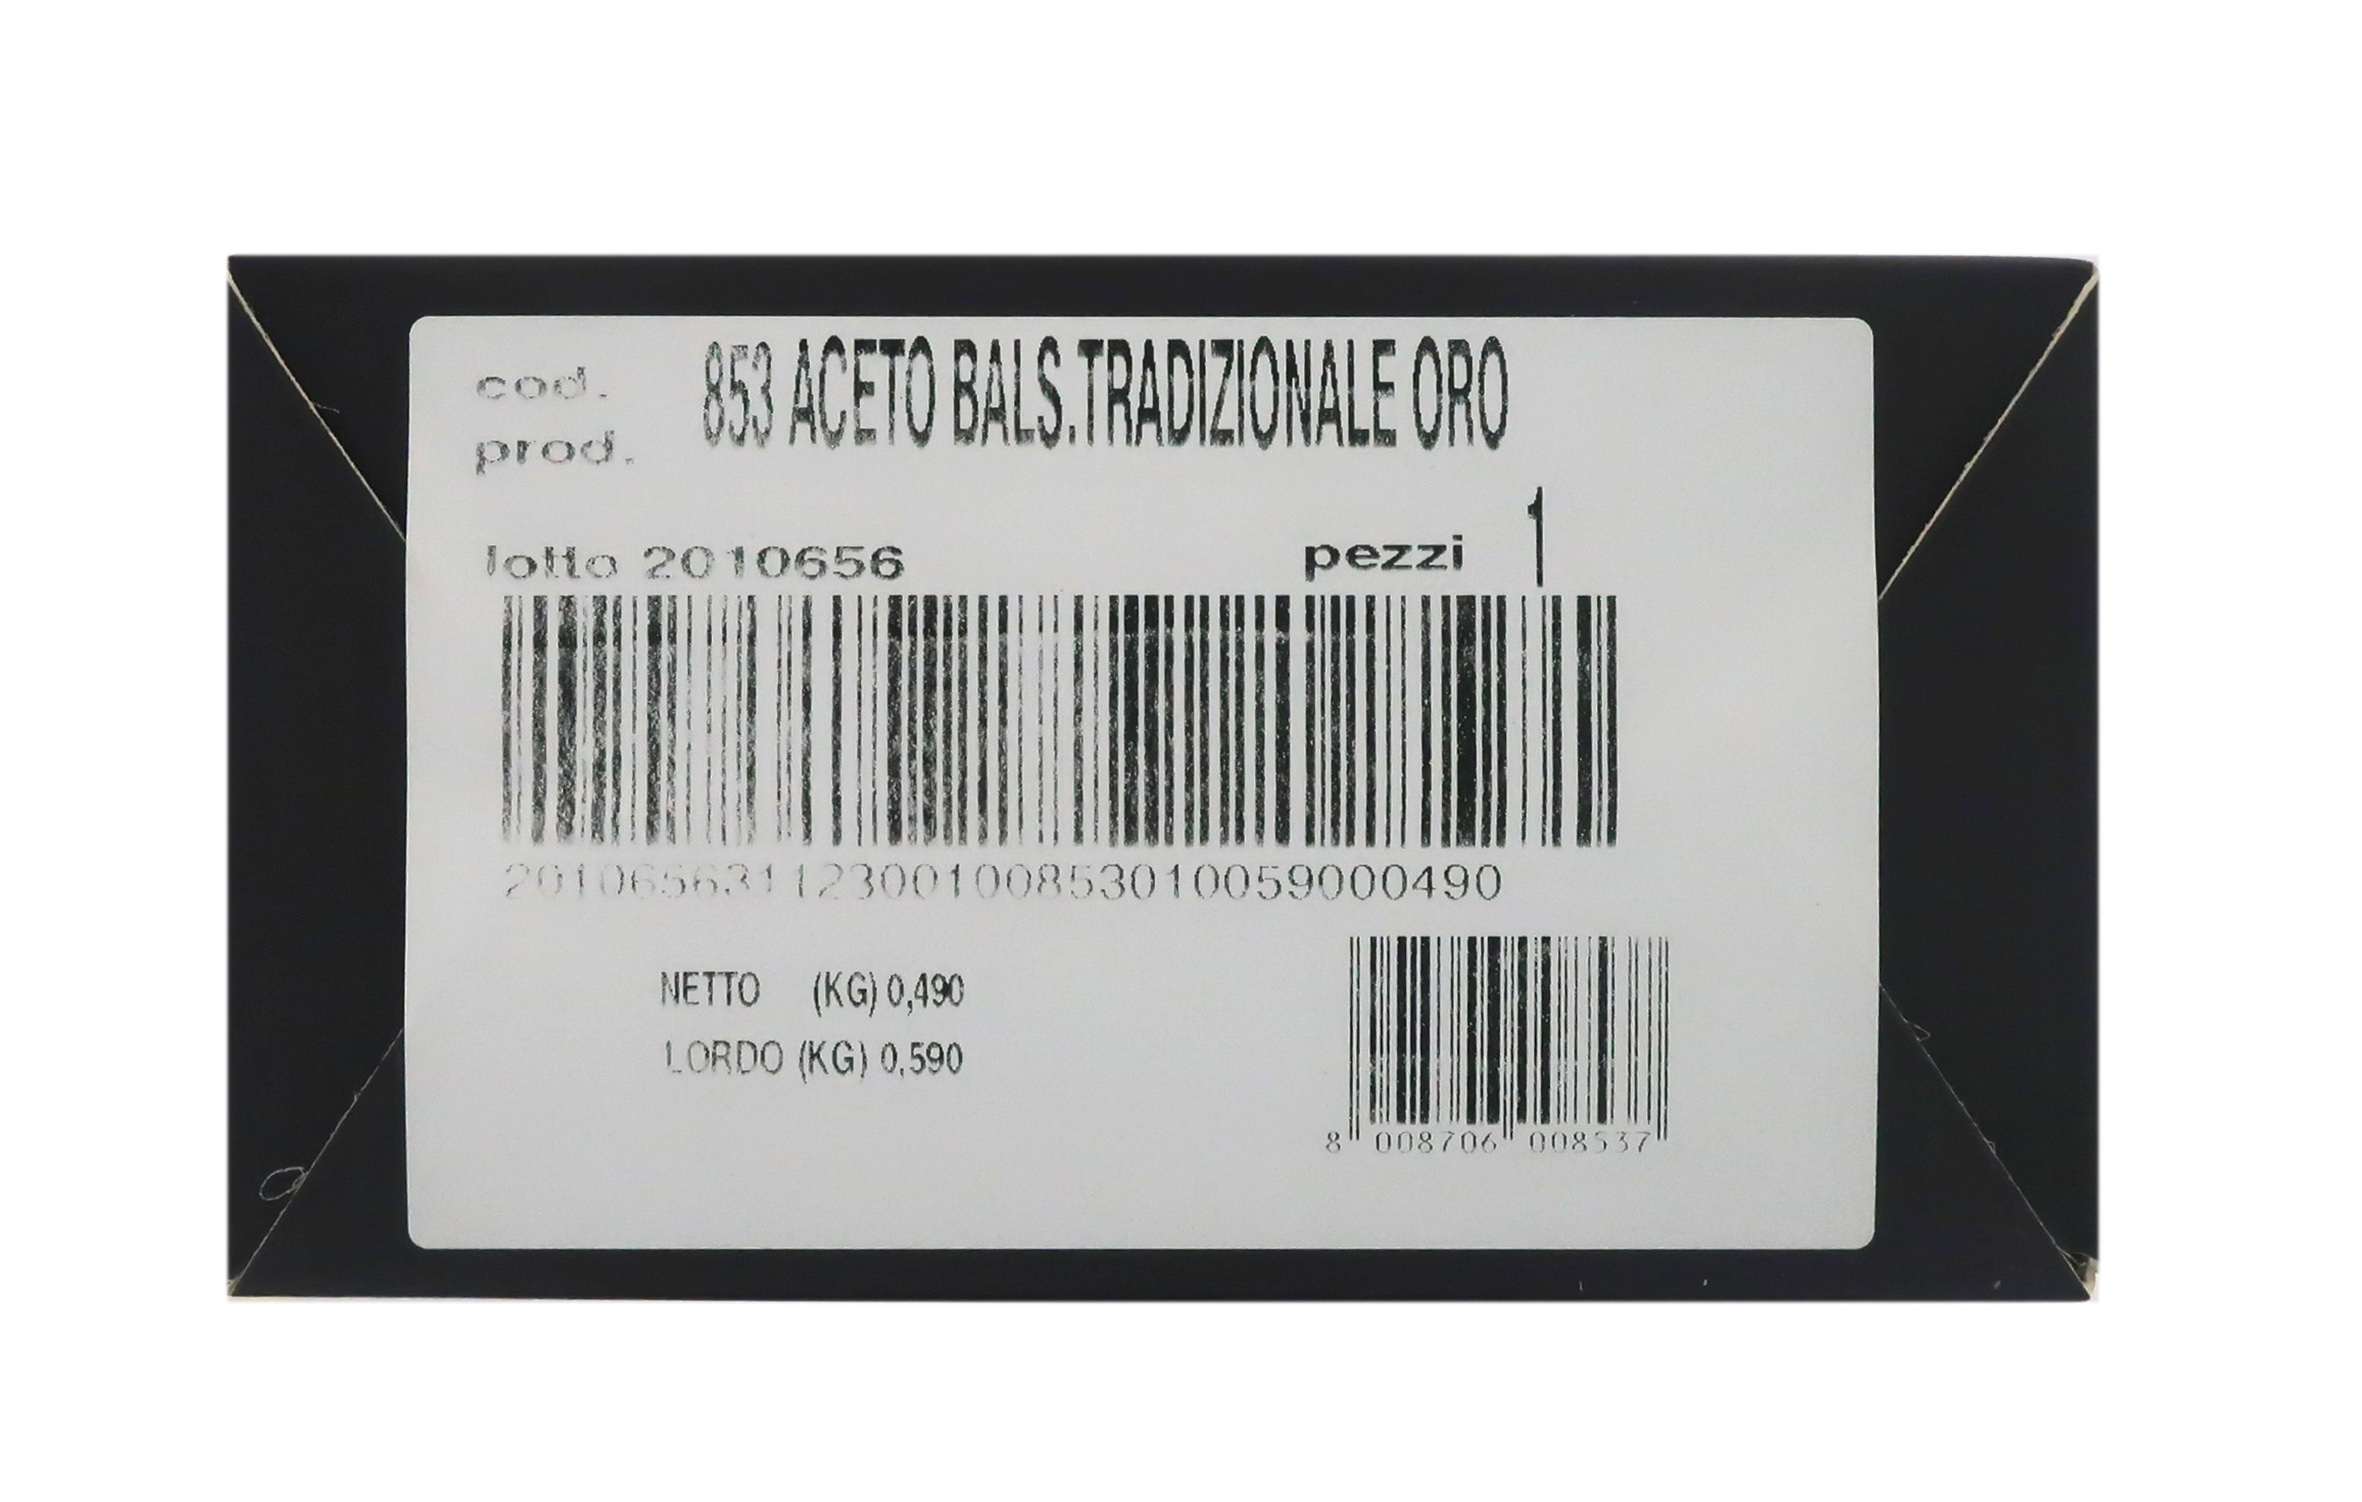 cod. prod. 853 ACETO BALS.TRADIZIONALE ORO
lotto 2010656 pezzi 1
20106563112300100853010059000490
NETTO (KG) 0,490
LORDO (KG) 0,590
8 008706 008537